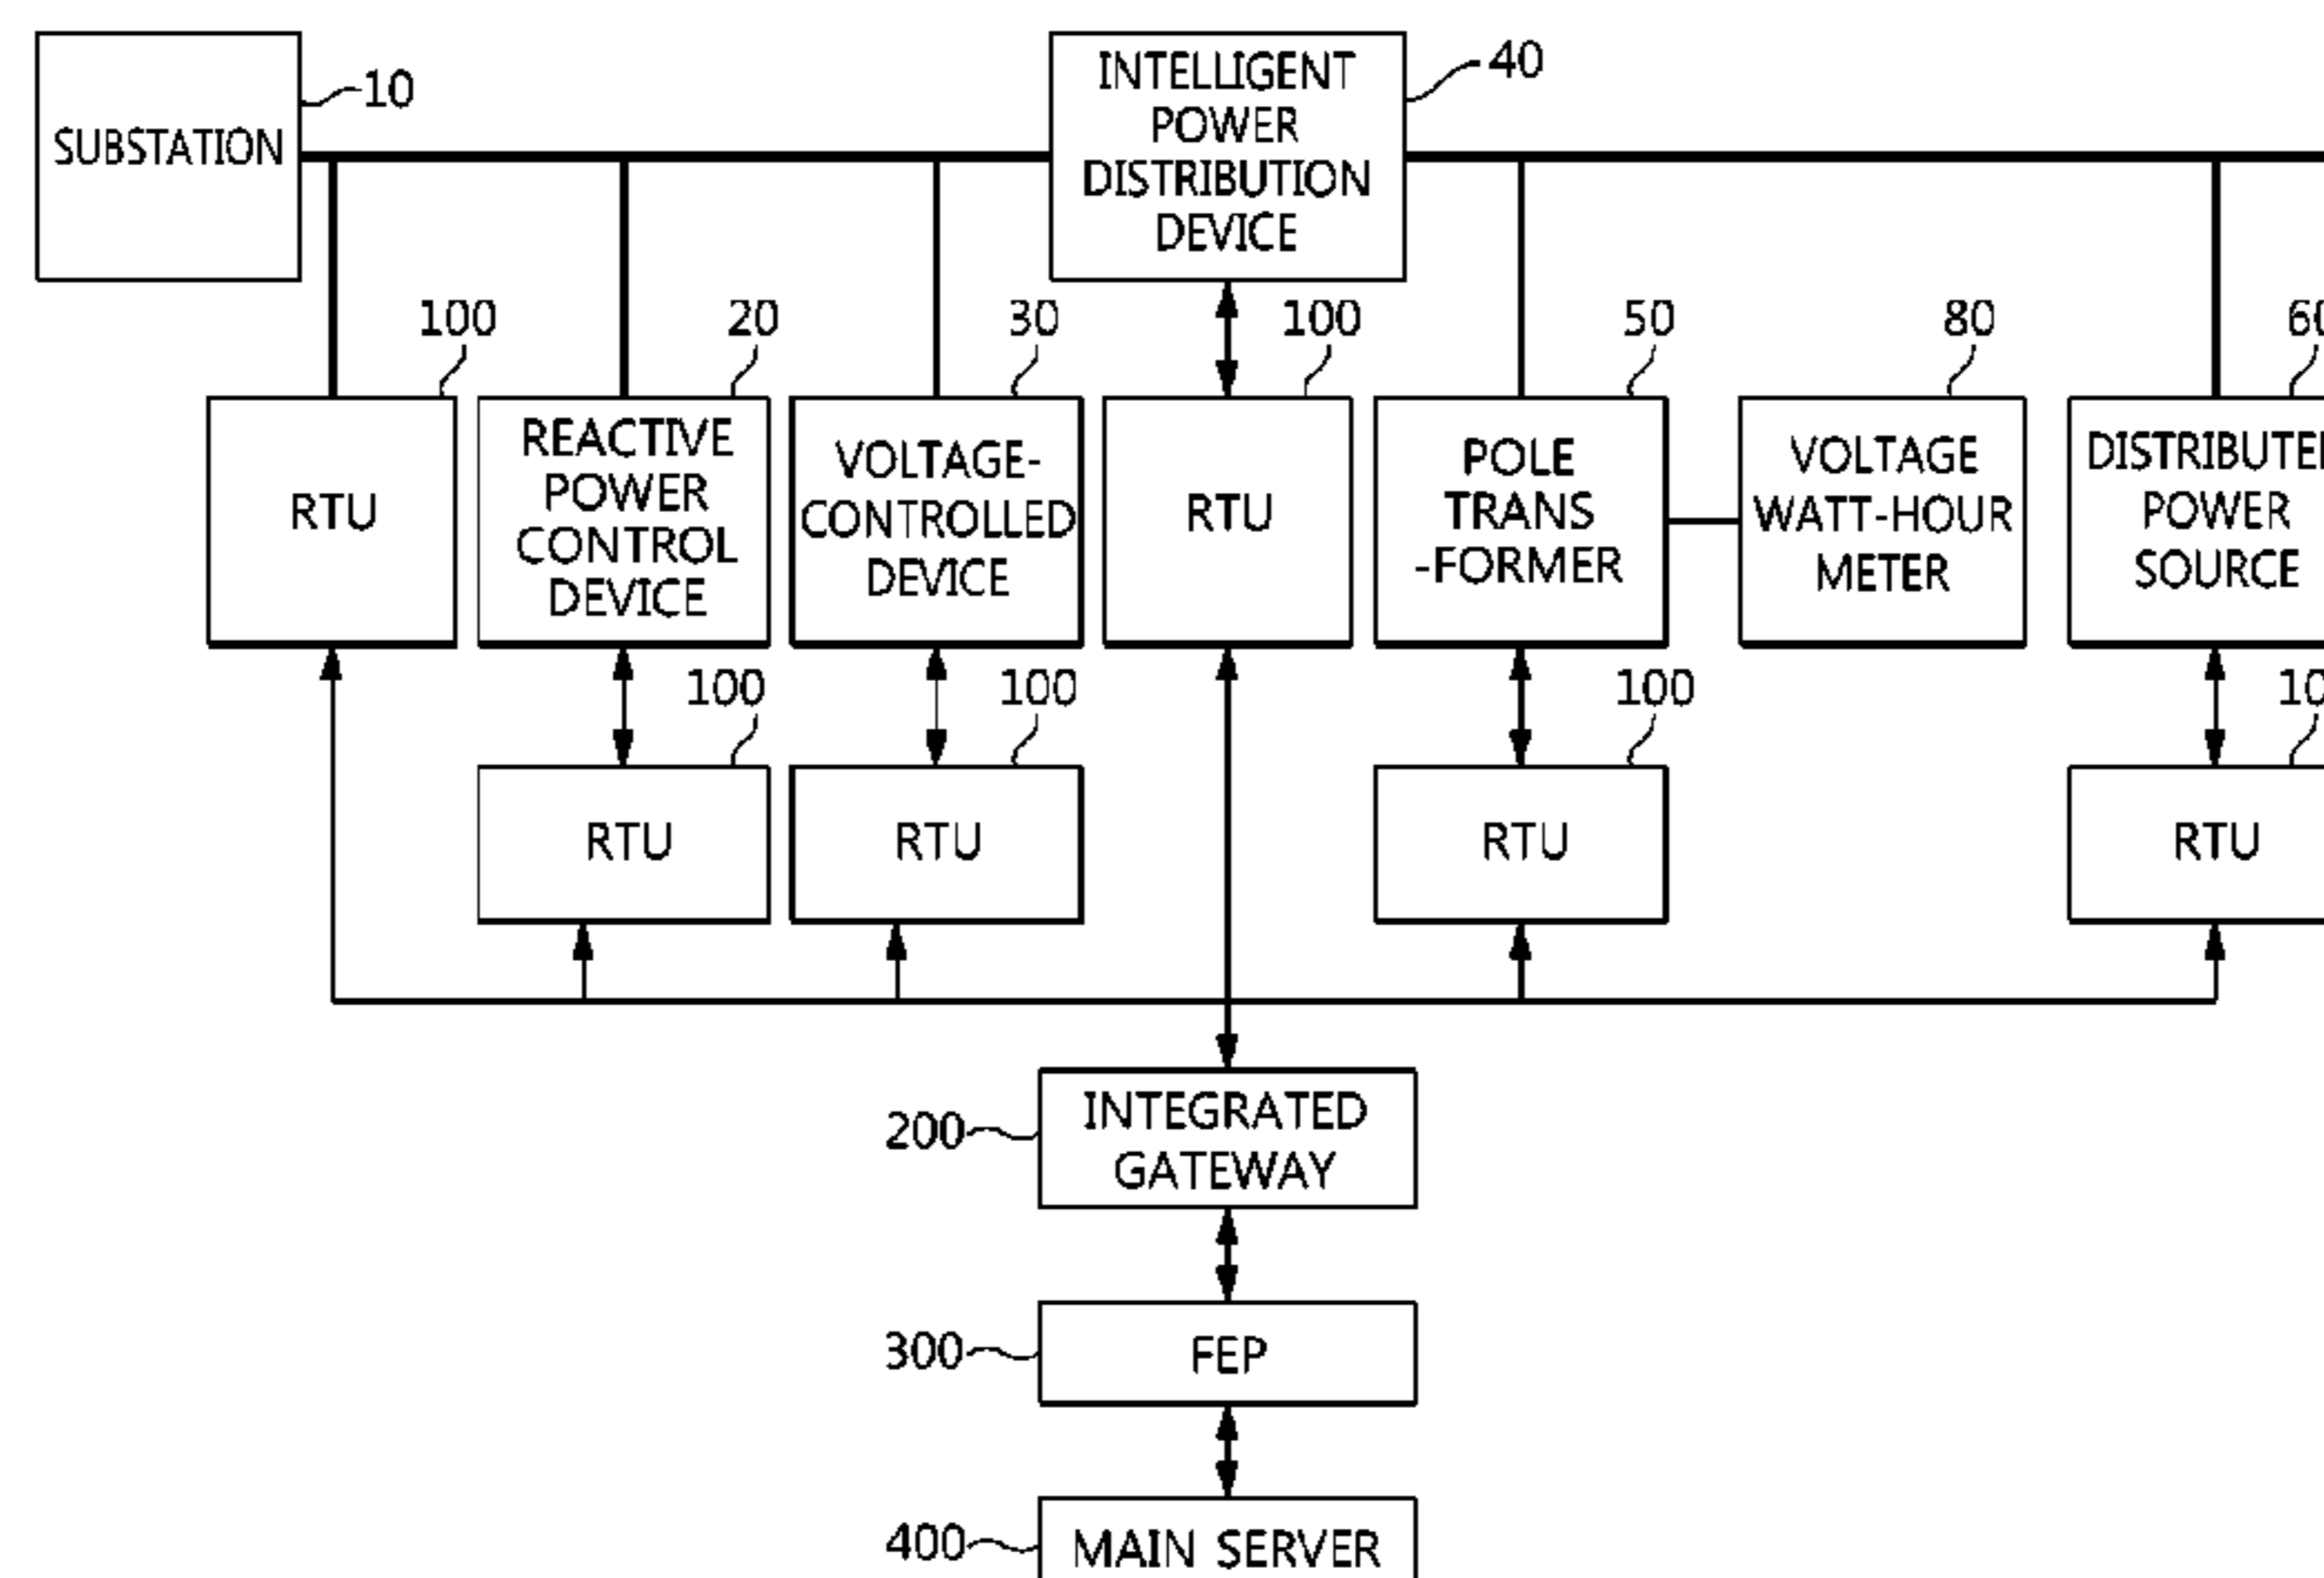 SUBSTATION
10
INTELLIGENT
POWER
DISTRIBUTION
DEVICE
40
100
RTU
20
REACTIVE
POWER
CONTROL
DEVICE
30
VOLTAGE-
CONTROLLED
DEVICE
100
RTU
50
POLE
TRANS
-FORMER
80
VOLTAGE
WATT-HOUR
METER
POWER
SOURCE
100
RTU
100
RTU
100
RTU
RTU
200
INTEGRATED
GATEWAY
300
FEP
400
MAIN SERVER